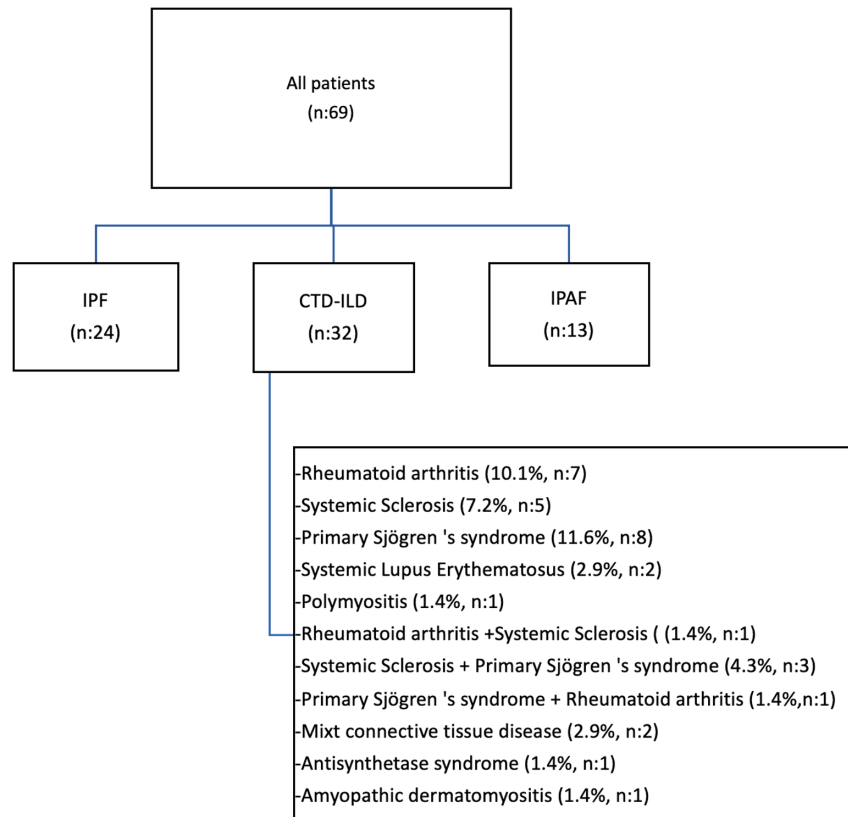 All patients
(n:69)
IPF
(n:24)
CTD-ILD
(n:32)
IPAF
(n:13)
-Rheumatoid arthritis (10.1%, n:7)
-Systemic Sclerosis (7.2%, n:5)
-Primary Sjögren 's syndrome (11.6%, n:8)
-Systemic Lupus Erythematosus (2.9%, n:2)
-Polymyositis (1.4%, n:1)
-Rheumatoid arthritis +Systemic Sclerosis ( (1.4%, n:1)
-Systemic Sclerosis + Primary Sjögren 's syndrome (4.3%, n:3)
-Primary Sjögren 's syndrome + Rheumatoid arthritis (1.4%,n:1)
-Mixt connective tissue disease (2.9%, n:2)
-Antisynthetase syndrome (1.4%, n:1)
-Amyopathic dermatomyositis (1.4%, n:1)